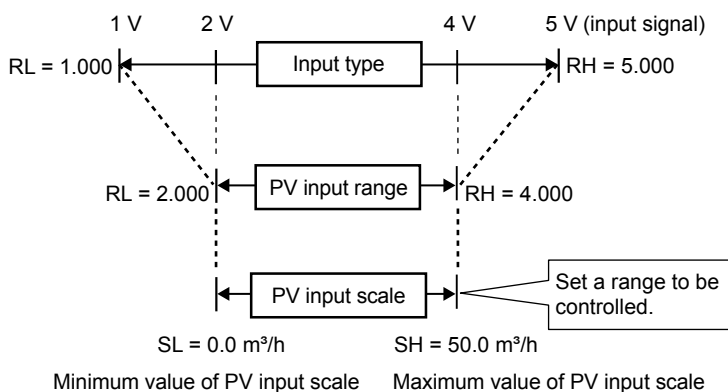 1 V 2 V 4 V 5 V (input signal)
RL = 1.000 Input type RH = 5.000
RL = 2.000 PV input range RH = 4.000
PV input scale
Set a range to be
controlled.
SL = 0.0 m³/h SH = 50.0 m³/h
Minimum value of PV input scale Maximum value of PV input scale